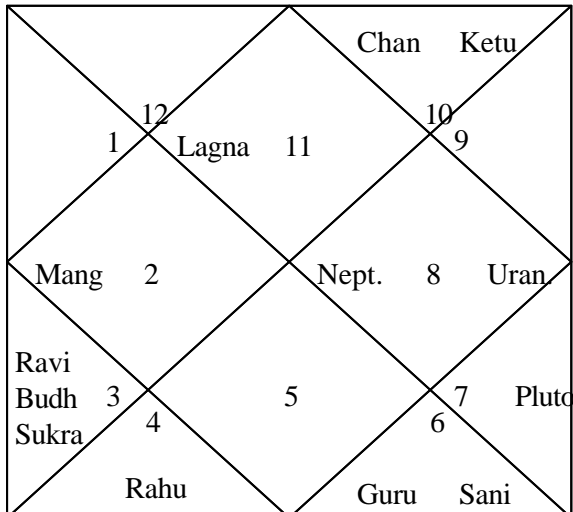 Chan Ketu
12 10
1 Lagna 11 9
Mang 2 Nept. 8 Uran.
Ravi
Budh 3 5 7 Pluto
Sukra 4 6
Rahu Guru Sani